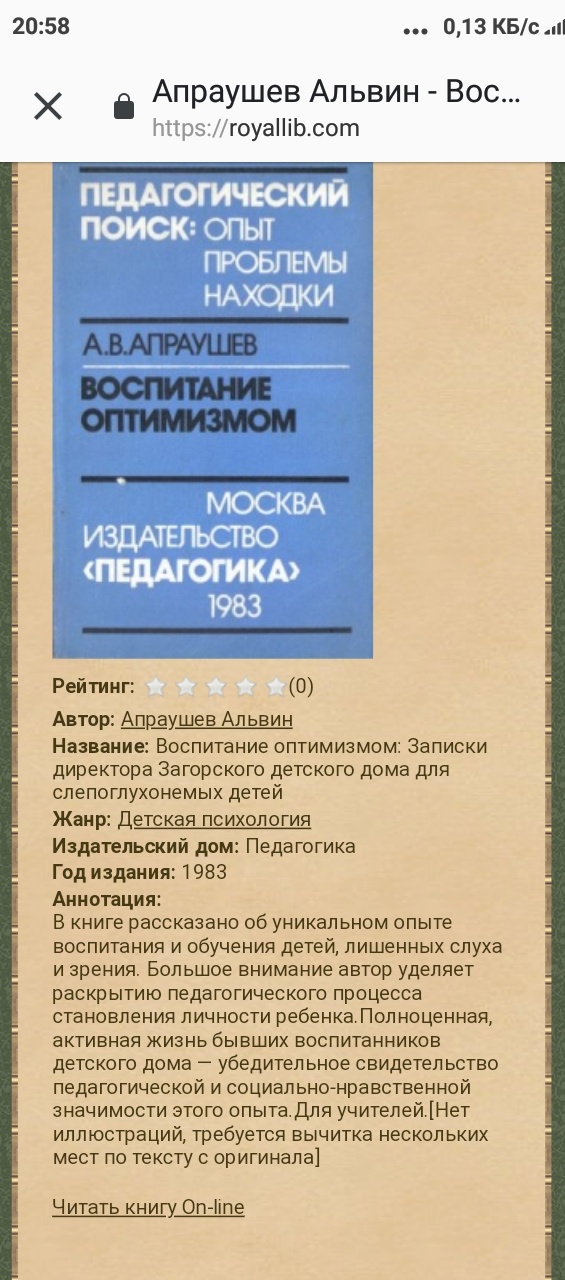 20:58
... 0,13 КБ/с
Апраушев Альвин - Вос...
https://royallib.com
ПЕДАГОГИЧЕСКИЙ
ПОИСК: ОПЫТ
ПРОБЛЕМЫ
НАХОДКИ
А.В.АПРАУШЕВ
ВОСПИТАНИЕ
ОПТИМИЗМОМ
МОСКВА
ИЗДАТЕЛЬСТВО
«ПЕДАГОГИКА»
1983
Рейтинг: (0)
Автор: Апраушев Альвин
Название: Воспитание оптимизмом: Записки
директора Загорского детского дома для
слепоглухонемых детей
Жанр: Детская психология
Издательский дом: Педагогика
Год издания: 1983
Аннотация:
В книге рассказано об уникальном опыте
воспитания и обучения детей, лишенных слуха
и зрения. Большое внимание автор уделяет
раскрытию педагогического процесса
становления личности ребенка.Полноценная,
активная жизнь бывших воспитанников
детского дома — убедительное свидетельство
педагогической и социально-нравственной
значимости этого опыта.Для учителей.[Нет
иллюстраций, требуется вычитка нескольких
мест по тексту с оригинала]
Читать книгу On-line